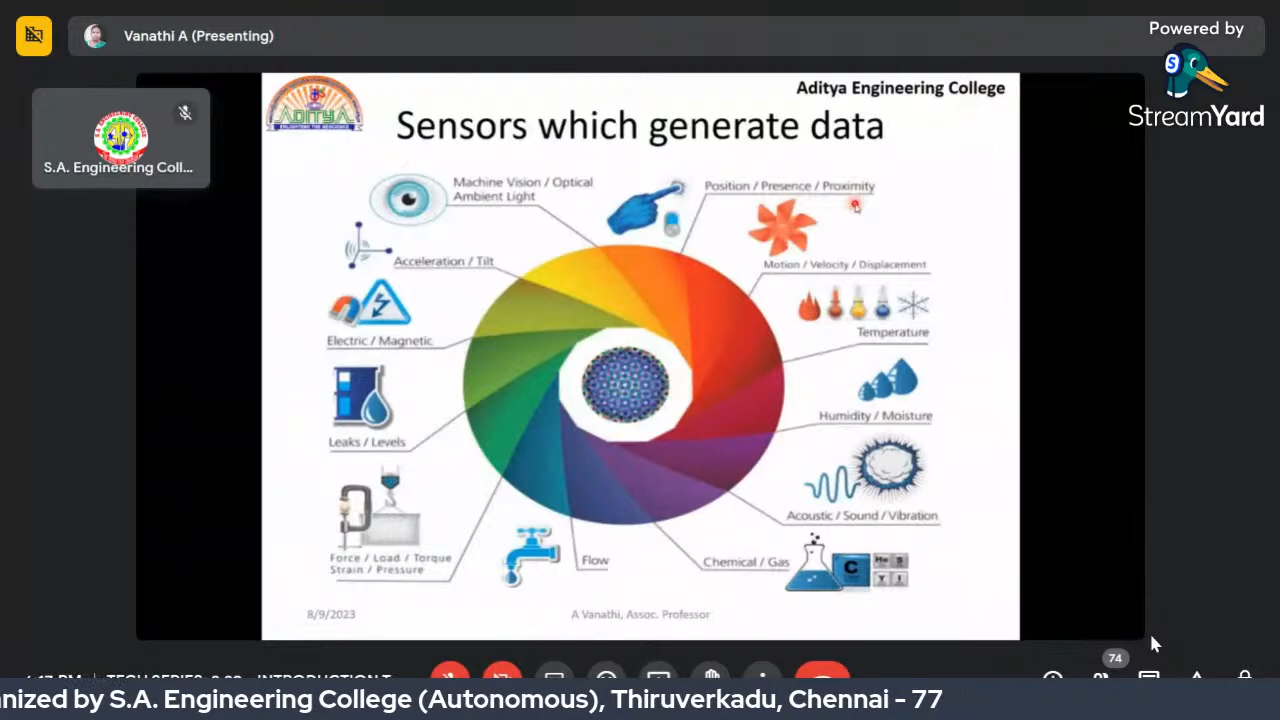 Vanathi A (Presenting)
Powered by
StreamYard
S.A. Engineering Coll...
Aditya Engineering College
ADITYA
Sensors which generate data
Machine Vision / Optical
Ambient Light
Position / Presence / Proximity
Acceleration / Tilt
Motion / Velocity / Displacement
Electric / Magnetic
Temperature
Leaks / Levels
Humidity / Moisture
Acoustic / Sound / Vibration
Force / Load / Torque
Strain / Pressure
Flow
Chemical / Gas
C
8/9/2023
A Vanathi, Assoc. Professor
74
anized by S.A. Engineering College (Autonomous), Thiruverkadu, Chennai - 77